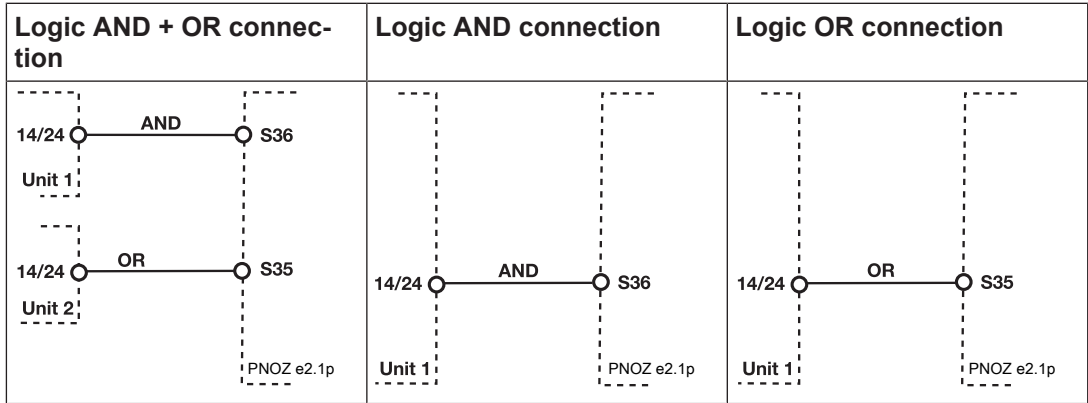 Logic AND + OR connec-
tion
Logic AND connection
Logic OR connection
14/24
AND
S36
Unit 1
14/24
OR
S35
Unit 2
PNOZ e2.1p
14/24
AND
S36
Unit 1
PNOZ e2.1p
14/24
OR
S35
Unit 1
PNOZ e2.1p